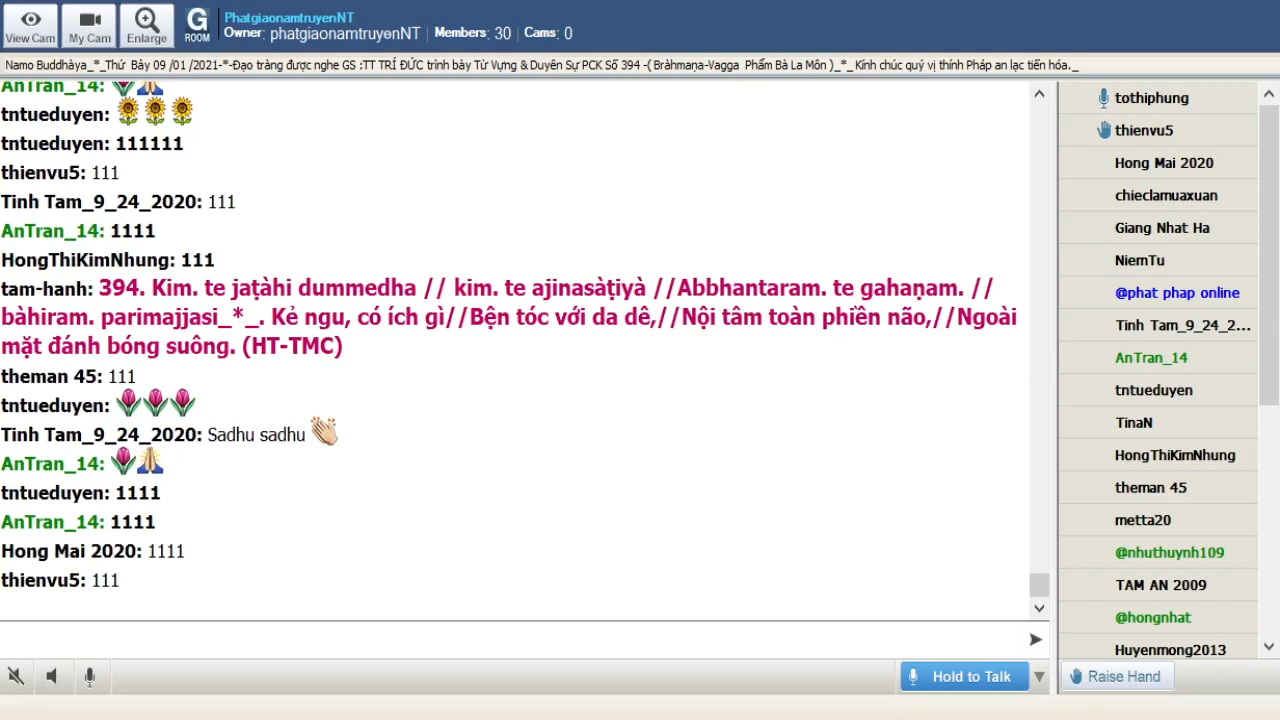 View Cam
My Cam
Enlarge
G
ROOM
PhatgiaonamtruyenNT
Owner: phatgiaonamtruyenNT | Members: 30 | Cams: 0
Namo Buddhàya_*_Thứ Bảy 09 /01 /2021-*-Đạo tràng được nghe GS :TT TRÍ ĐỨC trình bày Từ Vựng & Duyên Sự PCK Số 394 -( Bràhmaṇa-Vagga Phẩm Bà La Môn )_*_ Kính chúc quý vị thính Pháp an lạc tiến hóa._
AnTran_14:
tntueduyen:
tntueduyen: 111111
thienvu5: 111
Tinh Tam_9_24_2020: 111
AnTran_14: 1111
HongThiKimNhung: 111
tam-hanh: 394. Kim. te jaṭàhi dummedha // kim. te ajinasàṭiyà //Abbhantaram. te gahaṇam. //
bàhiram. parimajjasi_*_. Kẻ ngu, có ích gì//Bện tóc với da dê,//Nội tâm toàn phiền não,//Ngoài
mặt đánh bóng suông. (HT-TMC)
theman 45: 111
tntueduyen:
Tinh Tam_9_24_2020: Sadhu sadhu
AnTran_14:
tntueduyen: 1111
AnTran_14: 1111
Hong Mai 2020: 1111
thienvu5: 111
Hold to Talk
tothiphung
thienvu5
Hong Mai 2020
chieclamuaxuan
Giang Nhat Ha
NiemTu
@phat phap online
Tinh Tam_9_24_2...
AnTran_14
tntueduyen
TinaN
HongThiKimNhung
theman 45
metta20
@nhuthuynh109
TAM AN 2009
@hongnhat
Huyenmong2013
Raise Hand